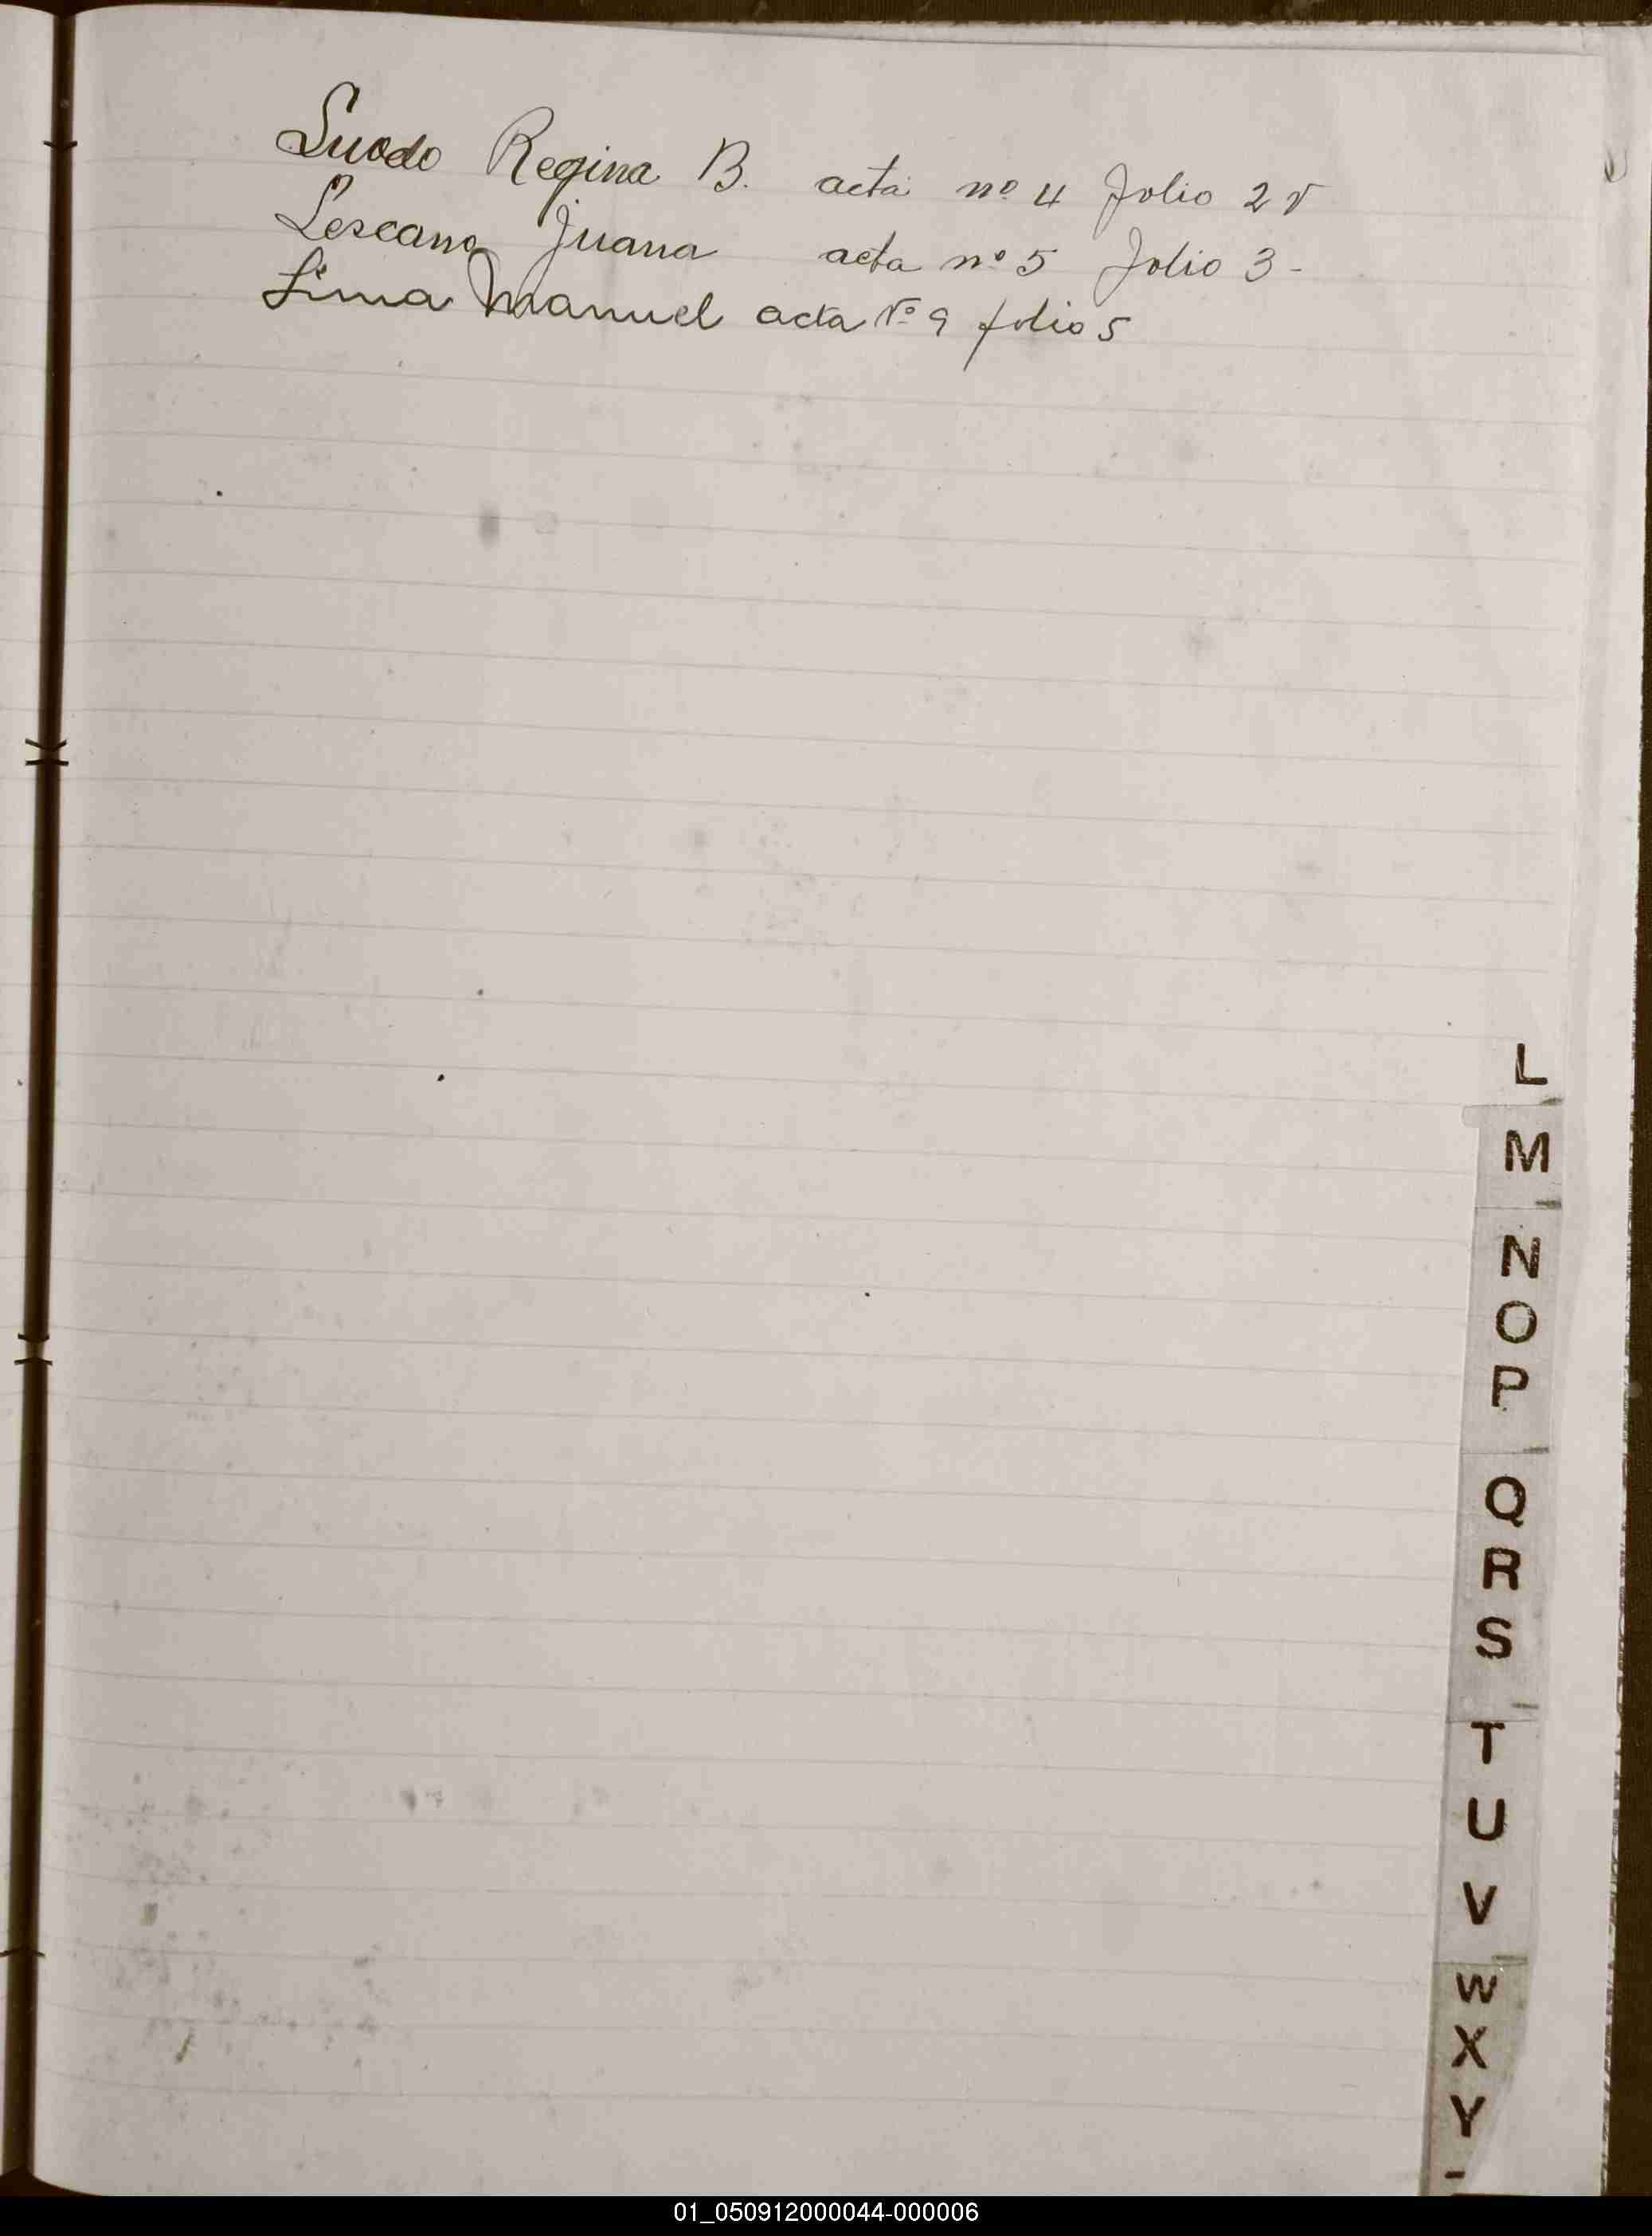 Luodo Regina B. acta nº 4 folio 2 v
Lescano Juana acta nº 5 folio 3 -
Lima Manuel acta Nº 9 folio 5
L
M
N
O
P
Q
R
S
T
U
V
W
X
Y
01_050912000044-000006